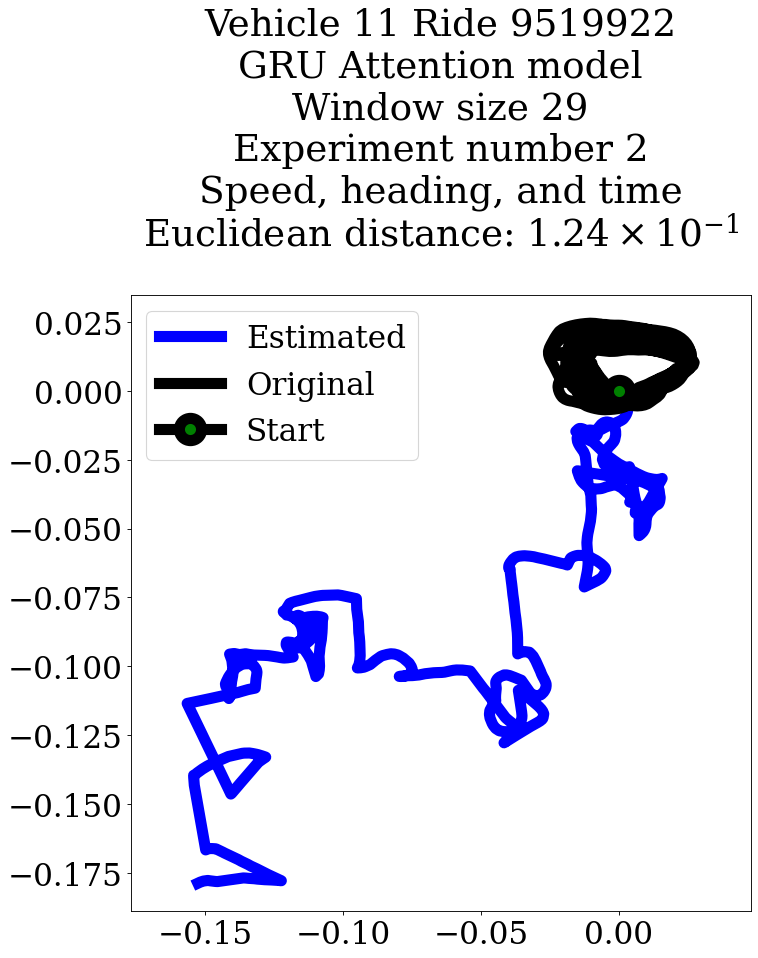 Vehicle 11 Ride 9519922
GRU Attention model
Window size 29
Experiment number 2
Speed, heading, and time
Euclidean distance: 1.24 × 10⁻¹
Estimated
Original
Start
0.025
0.000
−0.025
−0.050
−0.075
−0.100
−0.125
−0.150
−0.175
−0.15 −0.10 −0.05 0.00